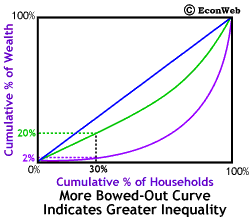 © EconWeb
100%
Cumulative % of Wealth
20%
2%
30%
100%
Cumulative % of Households
More Bowed-Out Curve
Indicates Greater Inequality